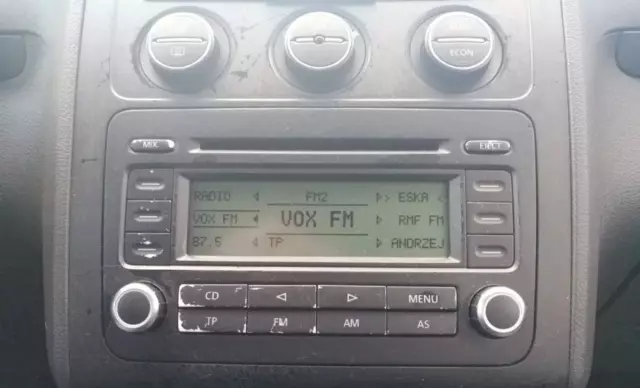 ECON
MIX
EJECT
RADIO
FM2
> ESKA <
VOX FM
VOX FM
RMF FM
87.5
TP
ANDRZEJ
CD
MENU
TP
FM
AM
AS